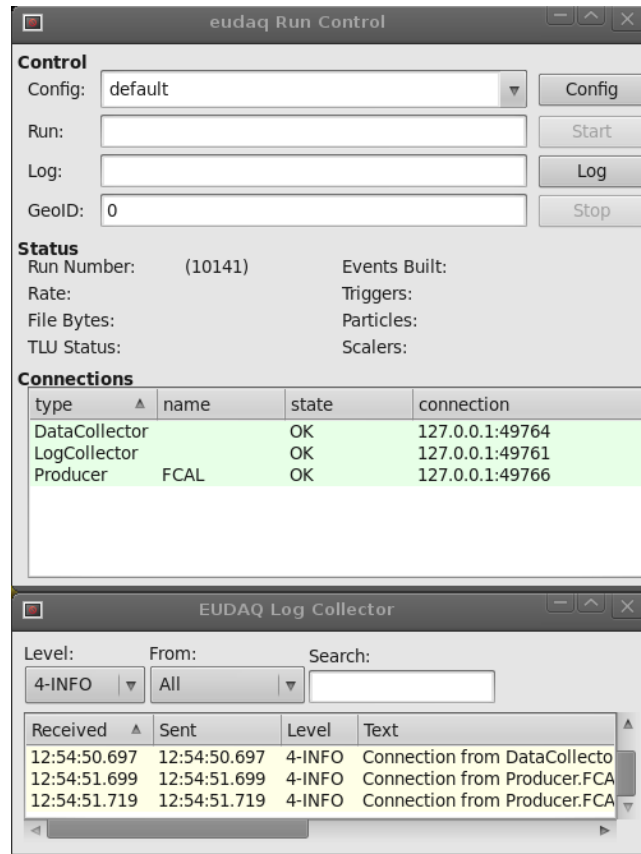 eudaq Run Control
Control
Config: default Config
Run: Start
Log: Log
GeoID: 0 Stop
Status
Run Number: (10141) Events Built:
Rate: Triggers:
File Bytes: Particles:
TLU Status: Scalers:
Connections
type name state connection
DataCollector OK 127.0.0.1:49764
LogCollector OK 127.0.0.1:49761
Producer FCAL OK 127.0.0.1:49766
EUDAQ Log Collector
Level: From: Search:
4-INFO All
Received Sent Level Text
12:54:50.697 12:54:50.697 4-INFO Connection from DataCollecto
12:54:51.699 12:54:51.699 4-INFO Connection from Producer.FCA
12:54:51.719 12:54:51.719 4-INFO Connection from Producer.FCA